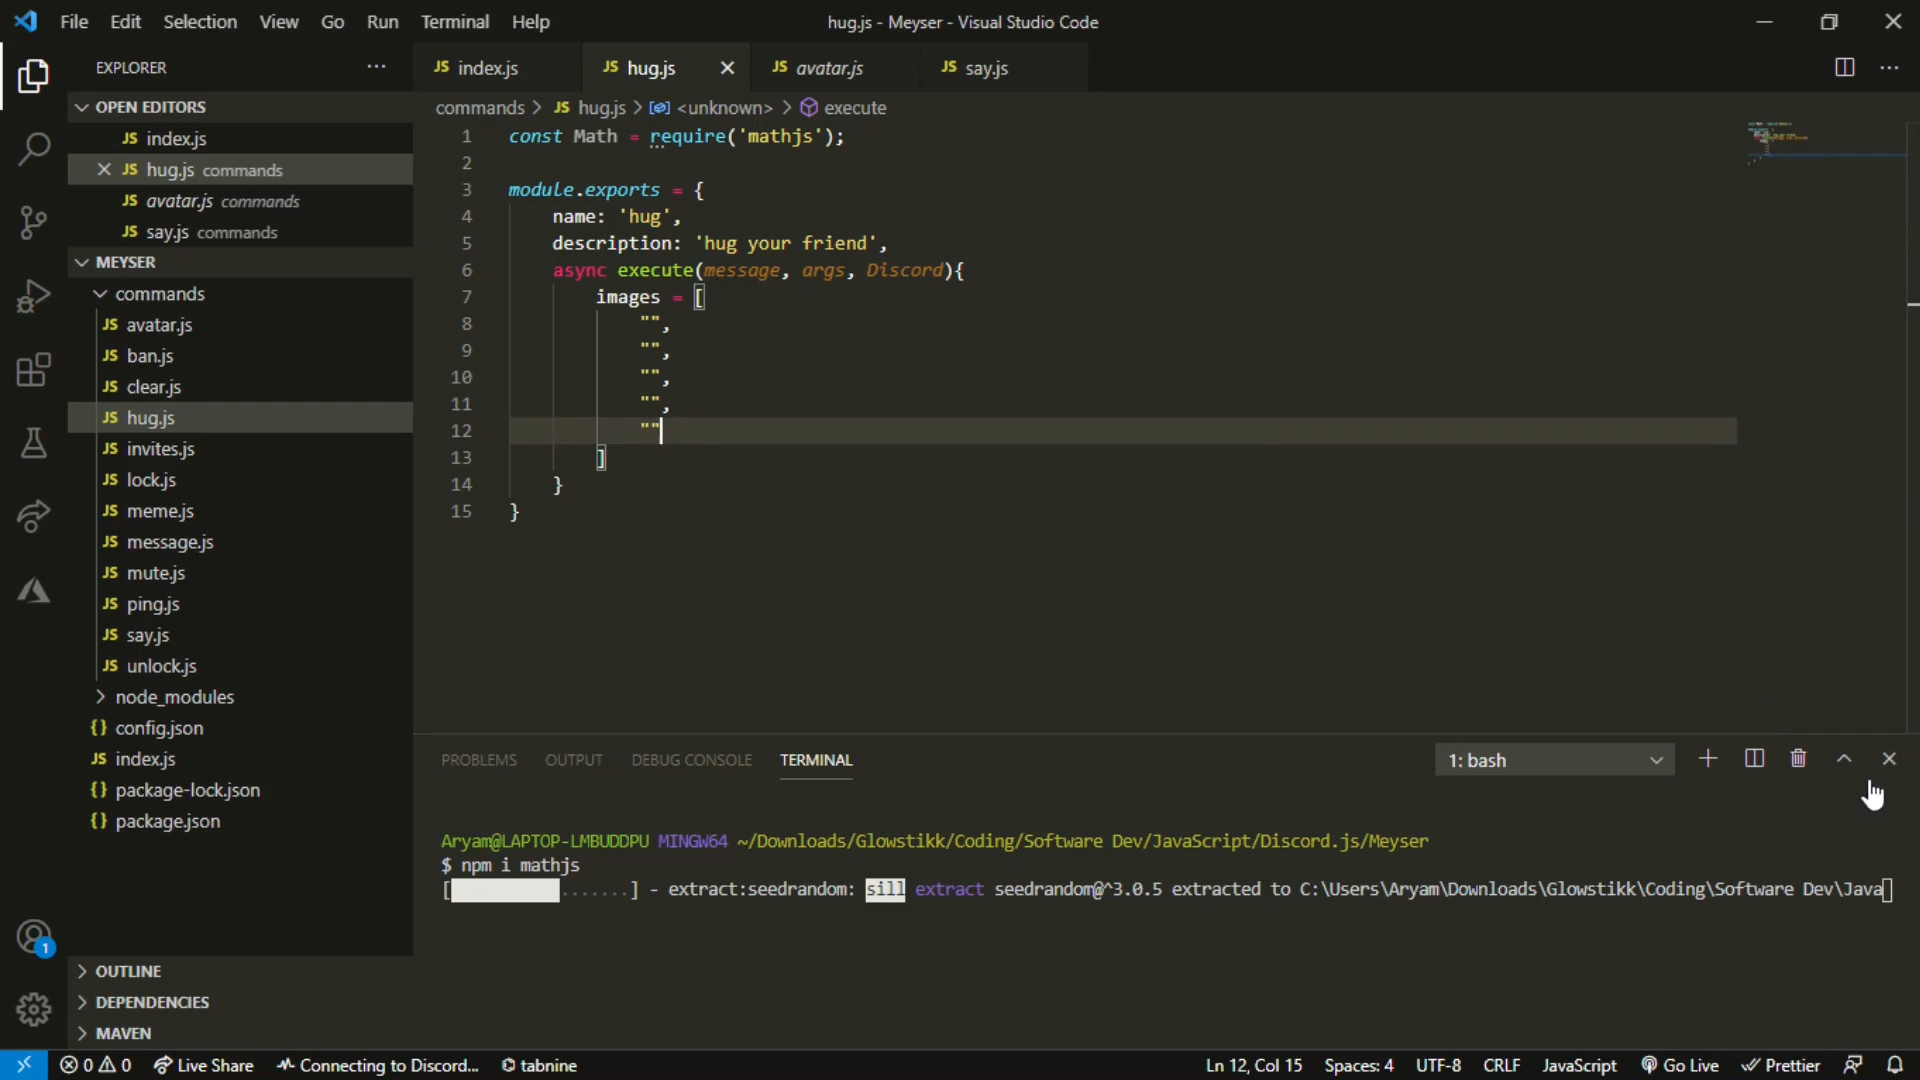 File Edit Selection View Go Run Terminal Help
hug.js - Meyser - Visual Studio Code
EXPLORER
OPEN EDITORS
JS index.js
JS hug.js commands
JS avatar.js commands
JS say.js commands
MEYSER
commands
JS avatar.js
JS ban.js
JS clear.js
JS hug.js
JS invites.js
JS lock.js
JS meme.js
JS message.js
JS mute.js
JS ping.js
JS say.js
JS unlock.js
node_modules
{} config.json
JS index.js
{} package-lock.json
{} package.json
OUTLINE
DEPENDENCIES
MAVEN
JS index.js JS hug.js JS avatar.js JS say.js
commands > JS hug.js > <unknown> > execute
1 const Math = require('mathjs');
2
3 module.exports = {
4 name: 'hug',
5 description: 'hug your friend',
6 async execute(message, args, Discord){
7 images = [
8 "",
9 "",
10 "",
11 "",
12 ""
13 ]
14 }
15 }
PROBLEMS OUTPUT DEBUG CONSOLE TERMINAL
1: bash
Aryam@LAPTOP-LMBUDDPU MINGW64 ~/Downloads/Glowstikk/Coding/Software Dev/JavaScript/Discord.js/Meyser
$ npm i mathjs
[ .......] - extract:seedrandom: sill extract seedrandom@^3.0.5 extracted to C:\Users\Aryam\Downloads\Glowstikk\Coding\Software Dev\Java
1
0 0 Live Share Connecting to Discord... tabnine Ln 12, Col 15 Spaces: 4 UTF-8 CRLF JavaScript Go Live Prettier